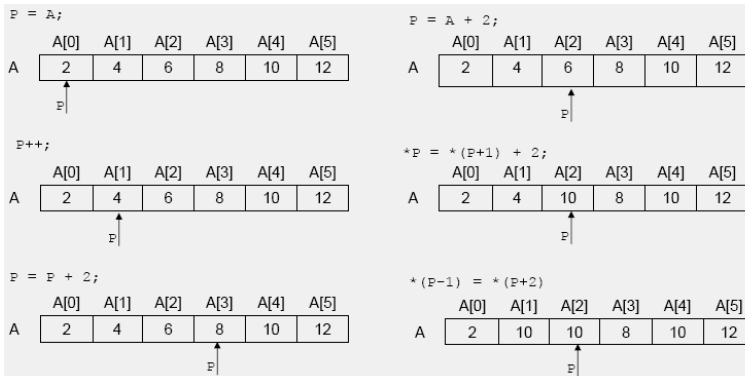 P = A;
A[0] A[1] A[2] A[3] A[4] A[5]
A 2 4 6 8 10 12
P
P++;
A[0] A[1] A[2] A[3] A[4] A[5]
A 2 4 6 8 10 12
P
P = P + 2;
A[0] A[1] A[2] A[3] A[4] A[5]
A 2 4 6 8 10 12
P
P = A + 2;
A[0] A[1] A[2] A[3] A[4] A[5]
A 2 4 6 8 10 12
P
*P = *(P+1) + 2;
A[0] A[1] A[2] A[3] A[4] A[5]
A 2 4 10 8 10 12
P
*(P-1) = *(P+2)
A[0] A[1] A[2] A[3] A[4] A[5]
A 2 10 10 8 10 12
P